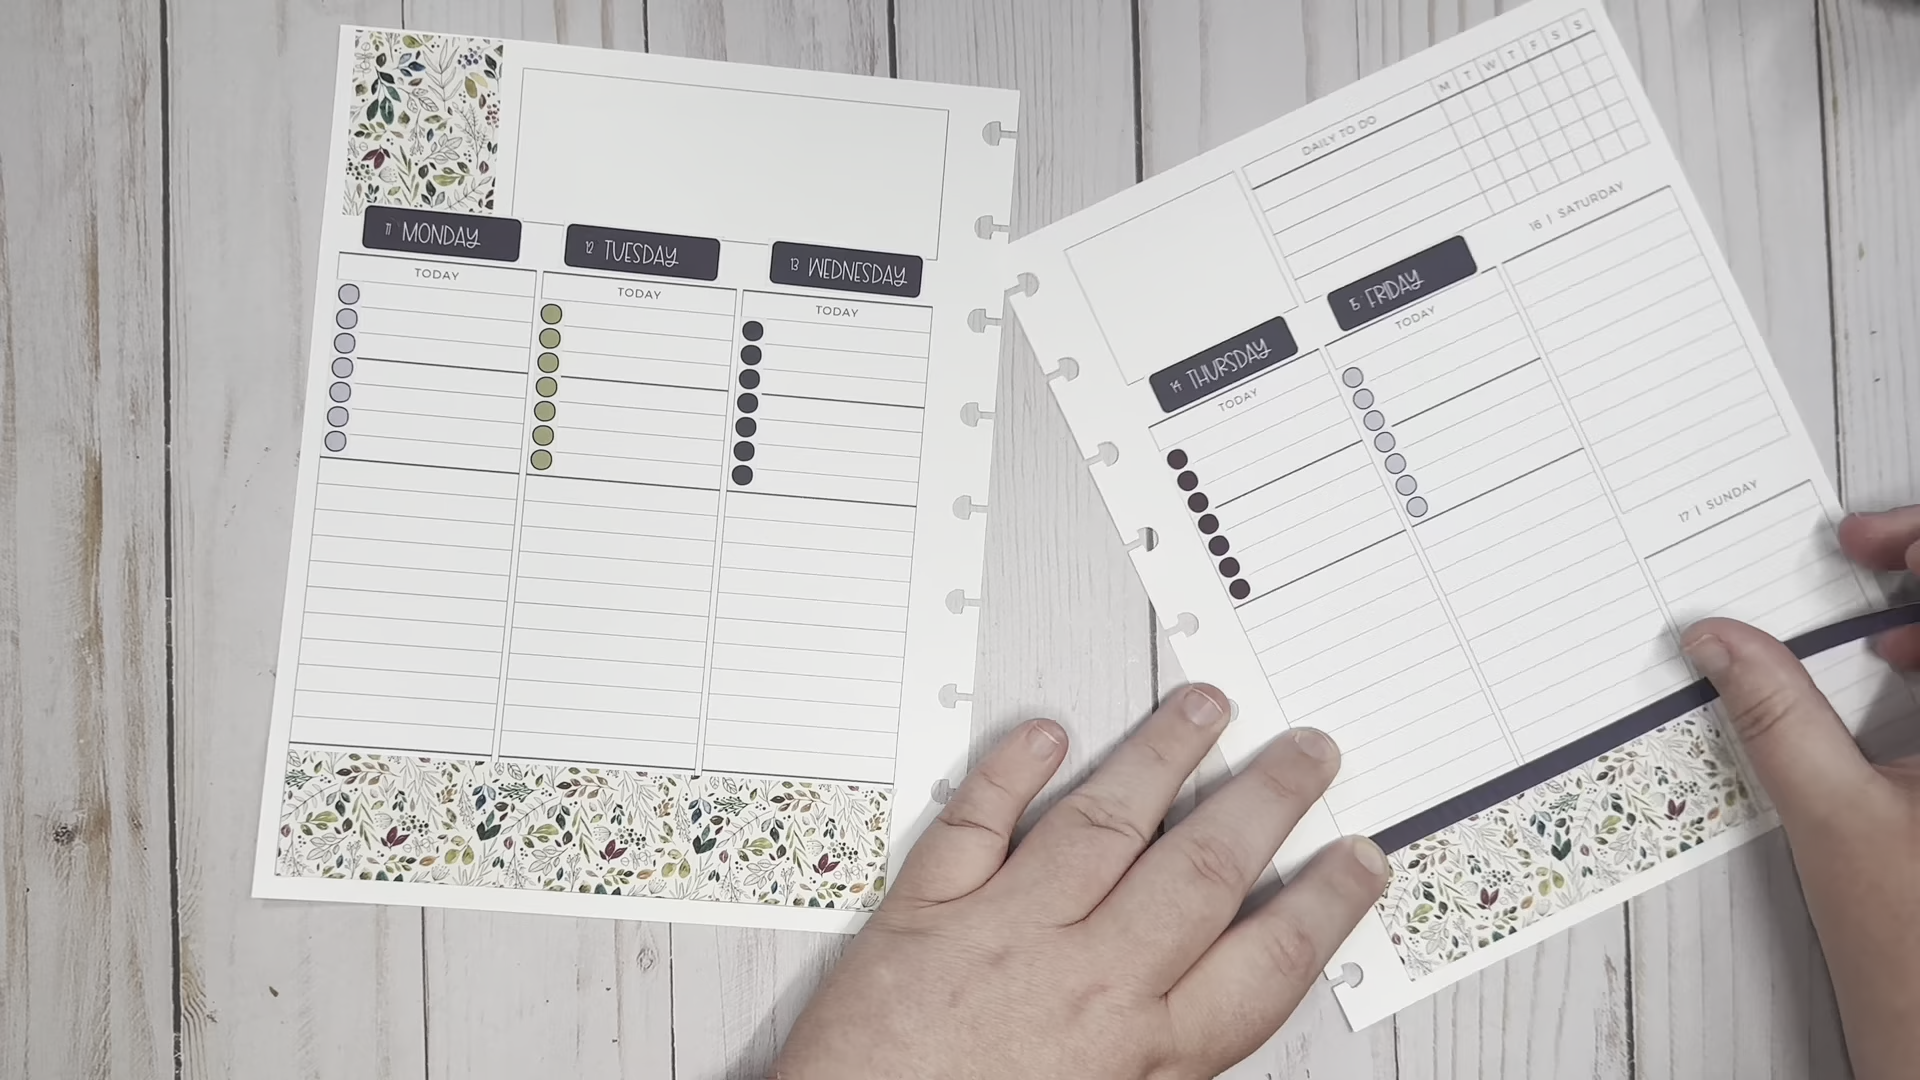 11 MONDAY
12 TUESDAY
13 WEDNESDAY
TODAY
TODAY
TODAY
DAILY TO DO
M T W T F S S
14 THURSDAY
15 FRIDAY
16 | SATURDAY
TODAY
TODAY
17 | SUNDAY